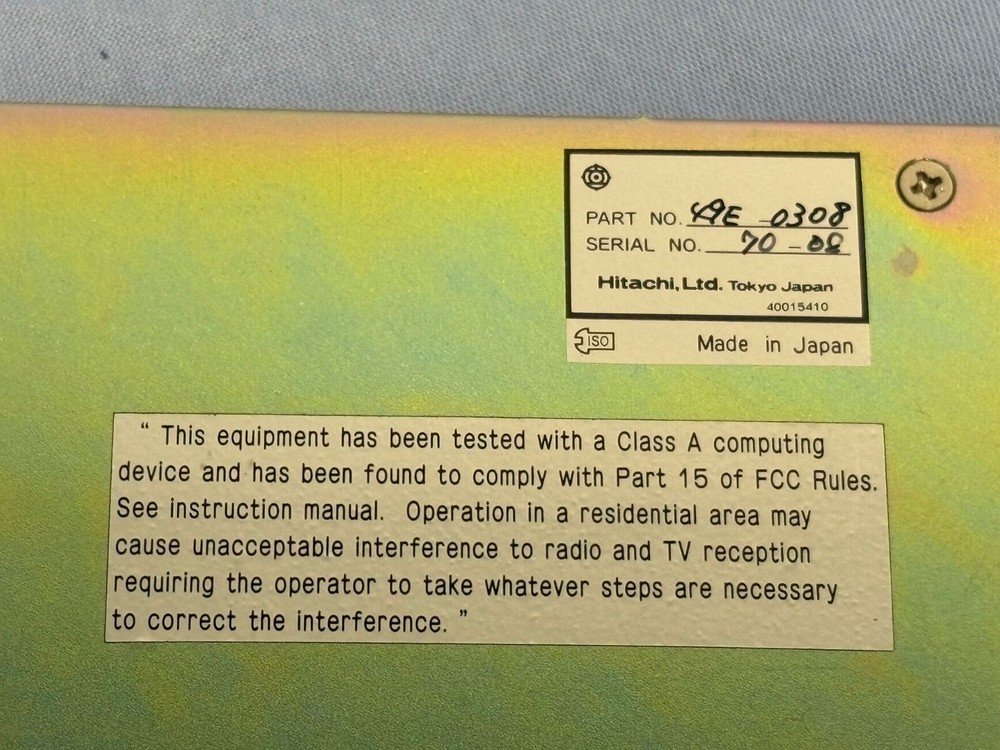 PART NO. 49E -0308
SERIAL NO. 70 - 08
Hitachi, Ltd. Tokyo Japan
40015410
ISO
Made in Japan
“ This equipment has been tested with a Class A computing
device and has been found to comply with Part 15 of FCC Rules.
See instruction manual. Operation in a residential area may
cause unacceptable interference to radio and TV reception
requiring the operator to take whatever steps are necessary
to correct the interference. ”